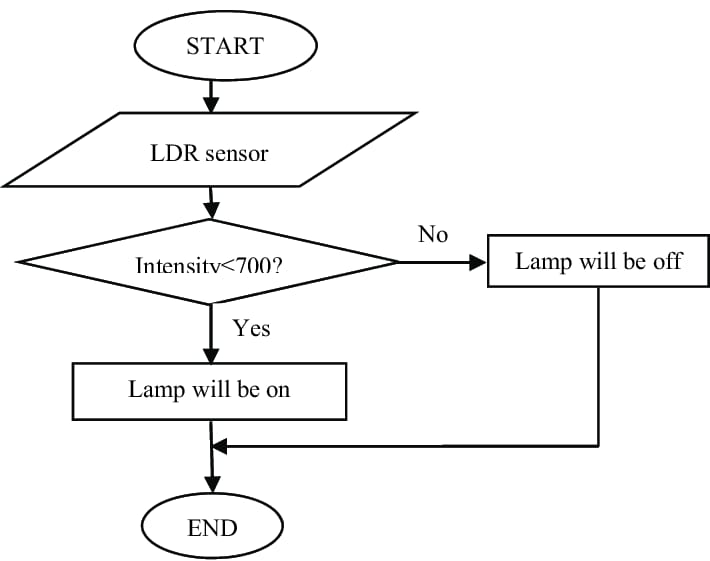 START
LDR sensor
Intensity<700?
No
Lamp will be off
Yes
Lamp will be on
END